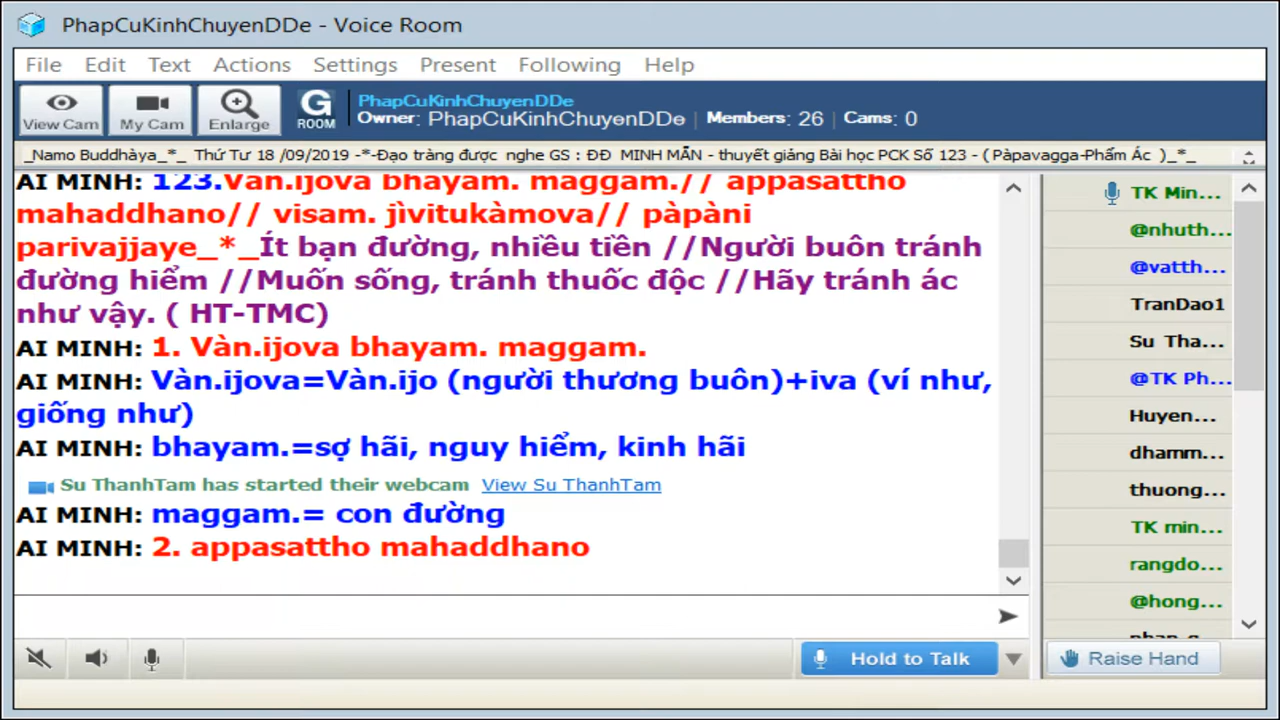 PhapCuKinhChuyenDDe - Voice Room
File Edit Text Actions Settings Present Following Help
View Cam My Cam Enlarge G ROOM
PhapCuKinhChuyenDDe
Owner: PhapCuKinhChuyenDDe | Members: 26 | Cams: 0
_Namo Buddhàya_*_ Thứ Tư 18 /09/2019 -*-Đạo tràng được nghe GS : ĐĐ MINH MẪN - thuyết giảng Bài học PCK Số 123 - ( Pàpavagga-Phẩm Ác )_*_
AI MINH: 123.Vàn.ijova bhayam. maggam.// appasattho
mahaddhano// visam. jìvitukàmova// pàpàni
parivajjaye_*_Ít bạn đường, nhiều tiền //Người buôn tránh
đường hiểm //Muốn sống, tránh thuốc độc //Hãy tránh ác
như vậy. ( HT-TMC)
AI MINH: 1. Vàn.ijova bhayam. maggam.
AI MINH: Vàn.ijova=Vàn.ijo (người thương buôn)+iva (ví như,
giống như)
AI MINH: bhayam.=sợ hãi, nguy hiểm, kinh hãi
Su ThanhTam has started their webcam View Su ThanhTam
AI MINH: maggam.= con đường
AI MINH: 2. appasattho mahaddhano
TK Min...
@nhuth...
@vatth...
TranDao1
Su Tha...
@TK Ph...
Huyen...
dhamm...
thuong...
TK min...
rangdo...
@hong...
Hold to Talk
Raise Hand